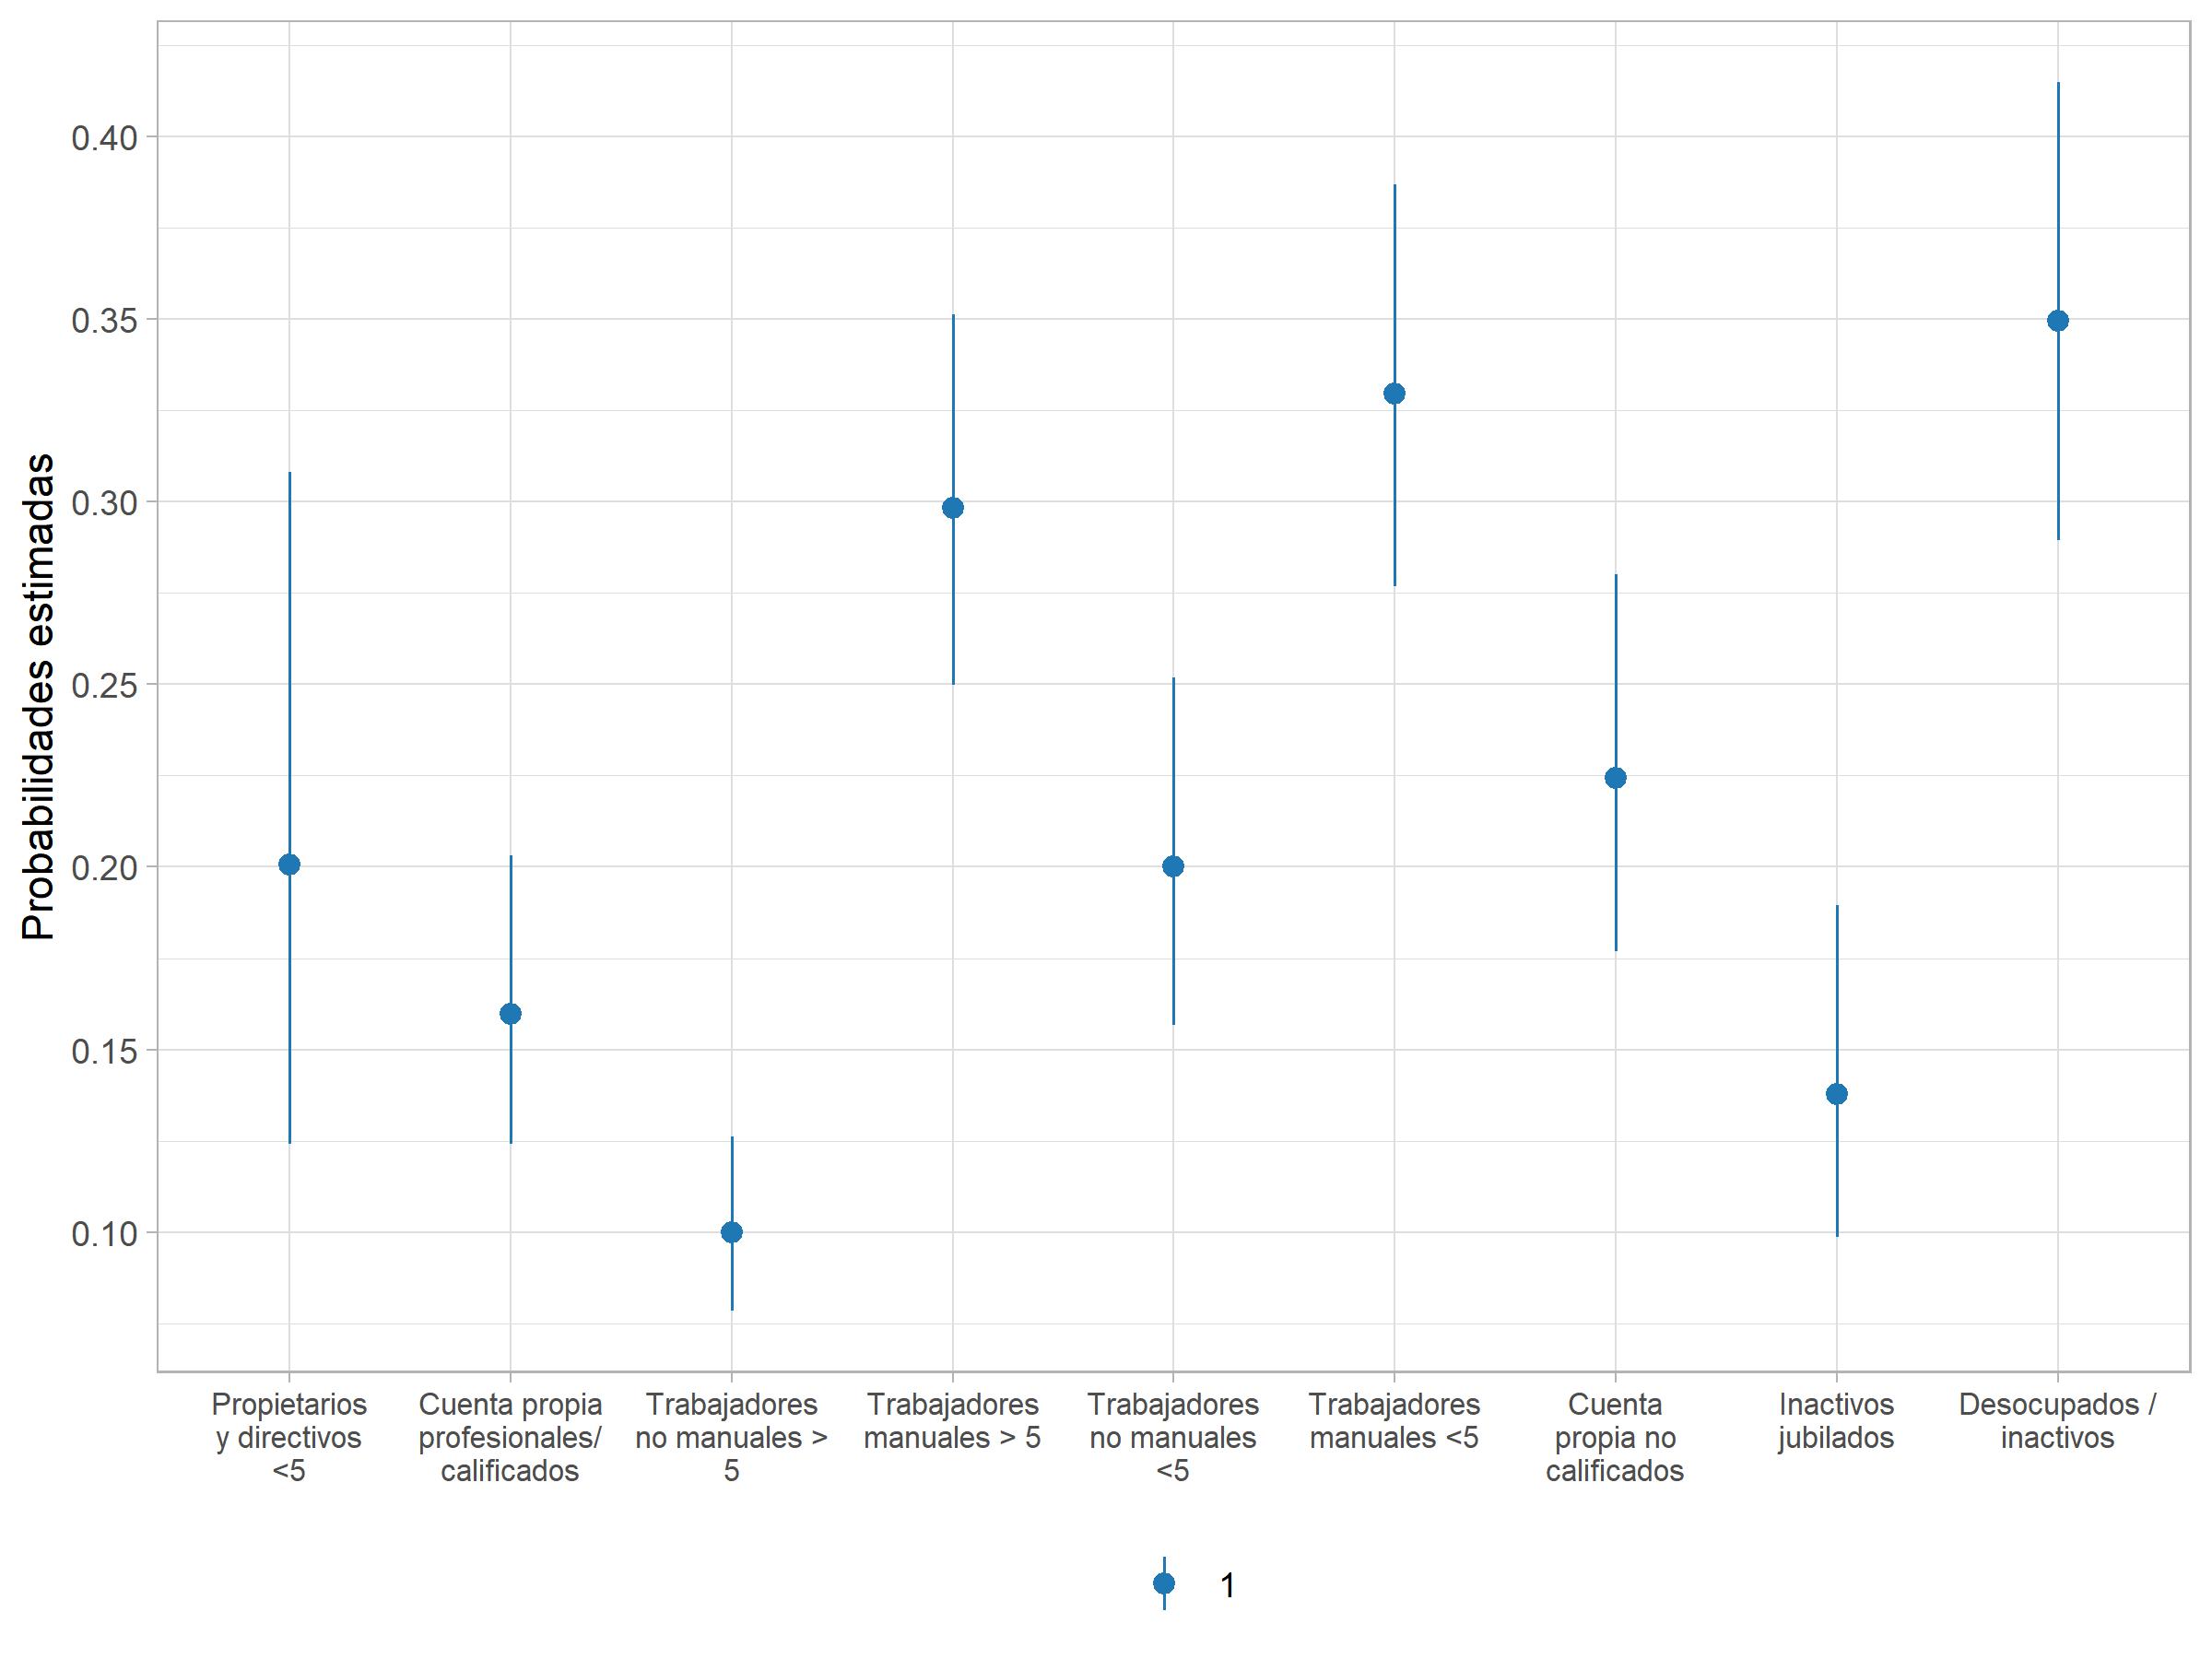 Probabilidades estimadas
0.40
0.35
0.30
0.25
0.20
0.15
0.10
Propietarios
y directivos
<5
Cuenta propia
profesionales/
calificados
Trabajadores
no manuales >
5
Trabajadores
manuales > 5
Trabajadores
no manuales
<5
Trabajadores
manuales <5
Cuenta
propia no
calificados
Inactivos
jubilados
Desocupados /
inactivos
1